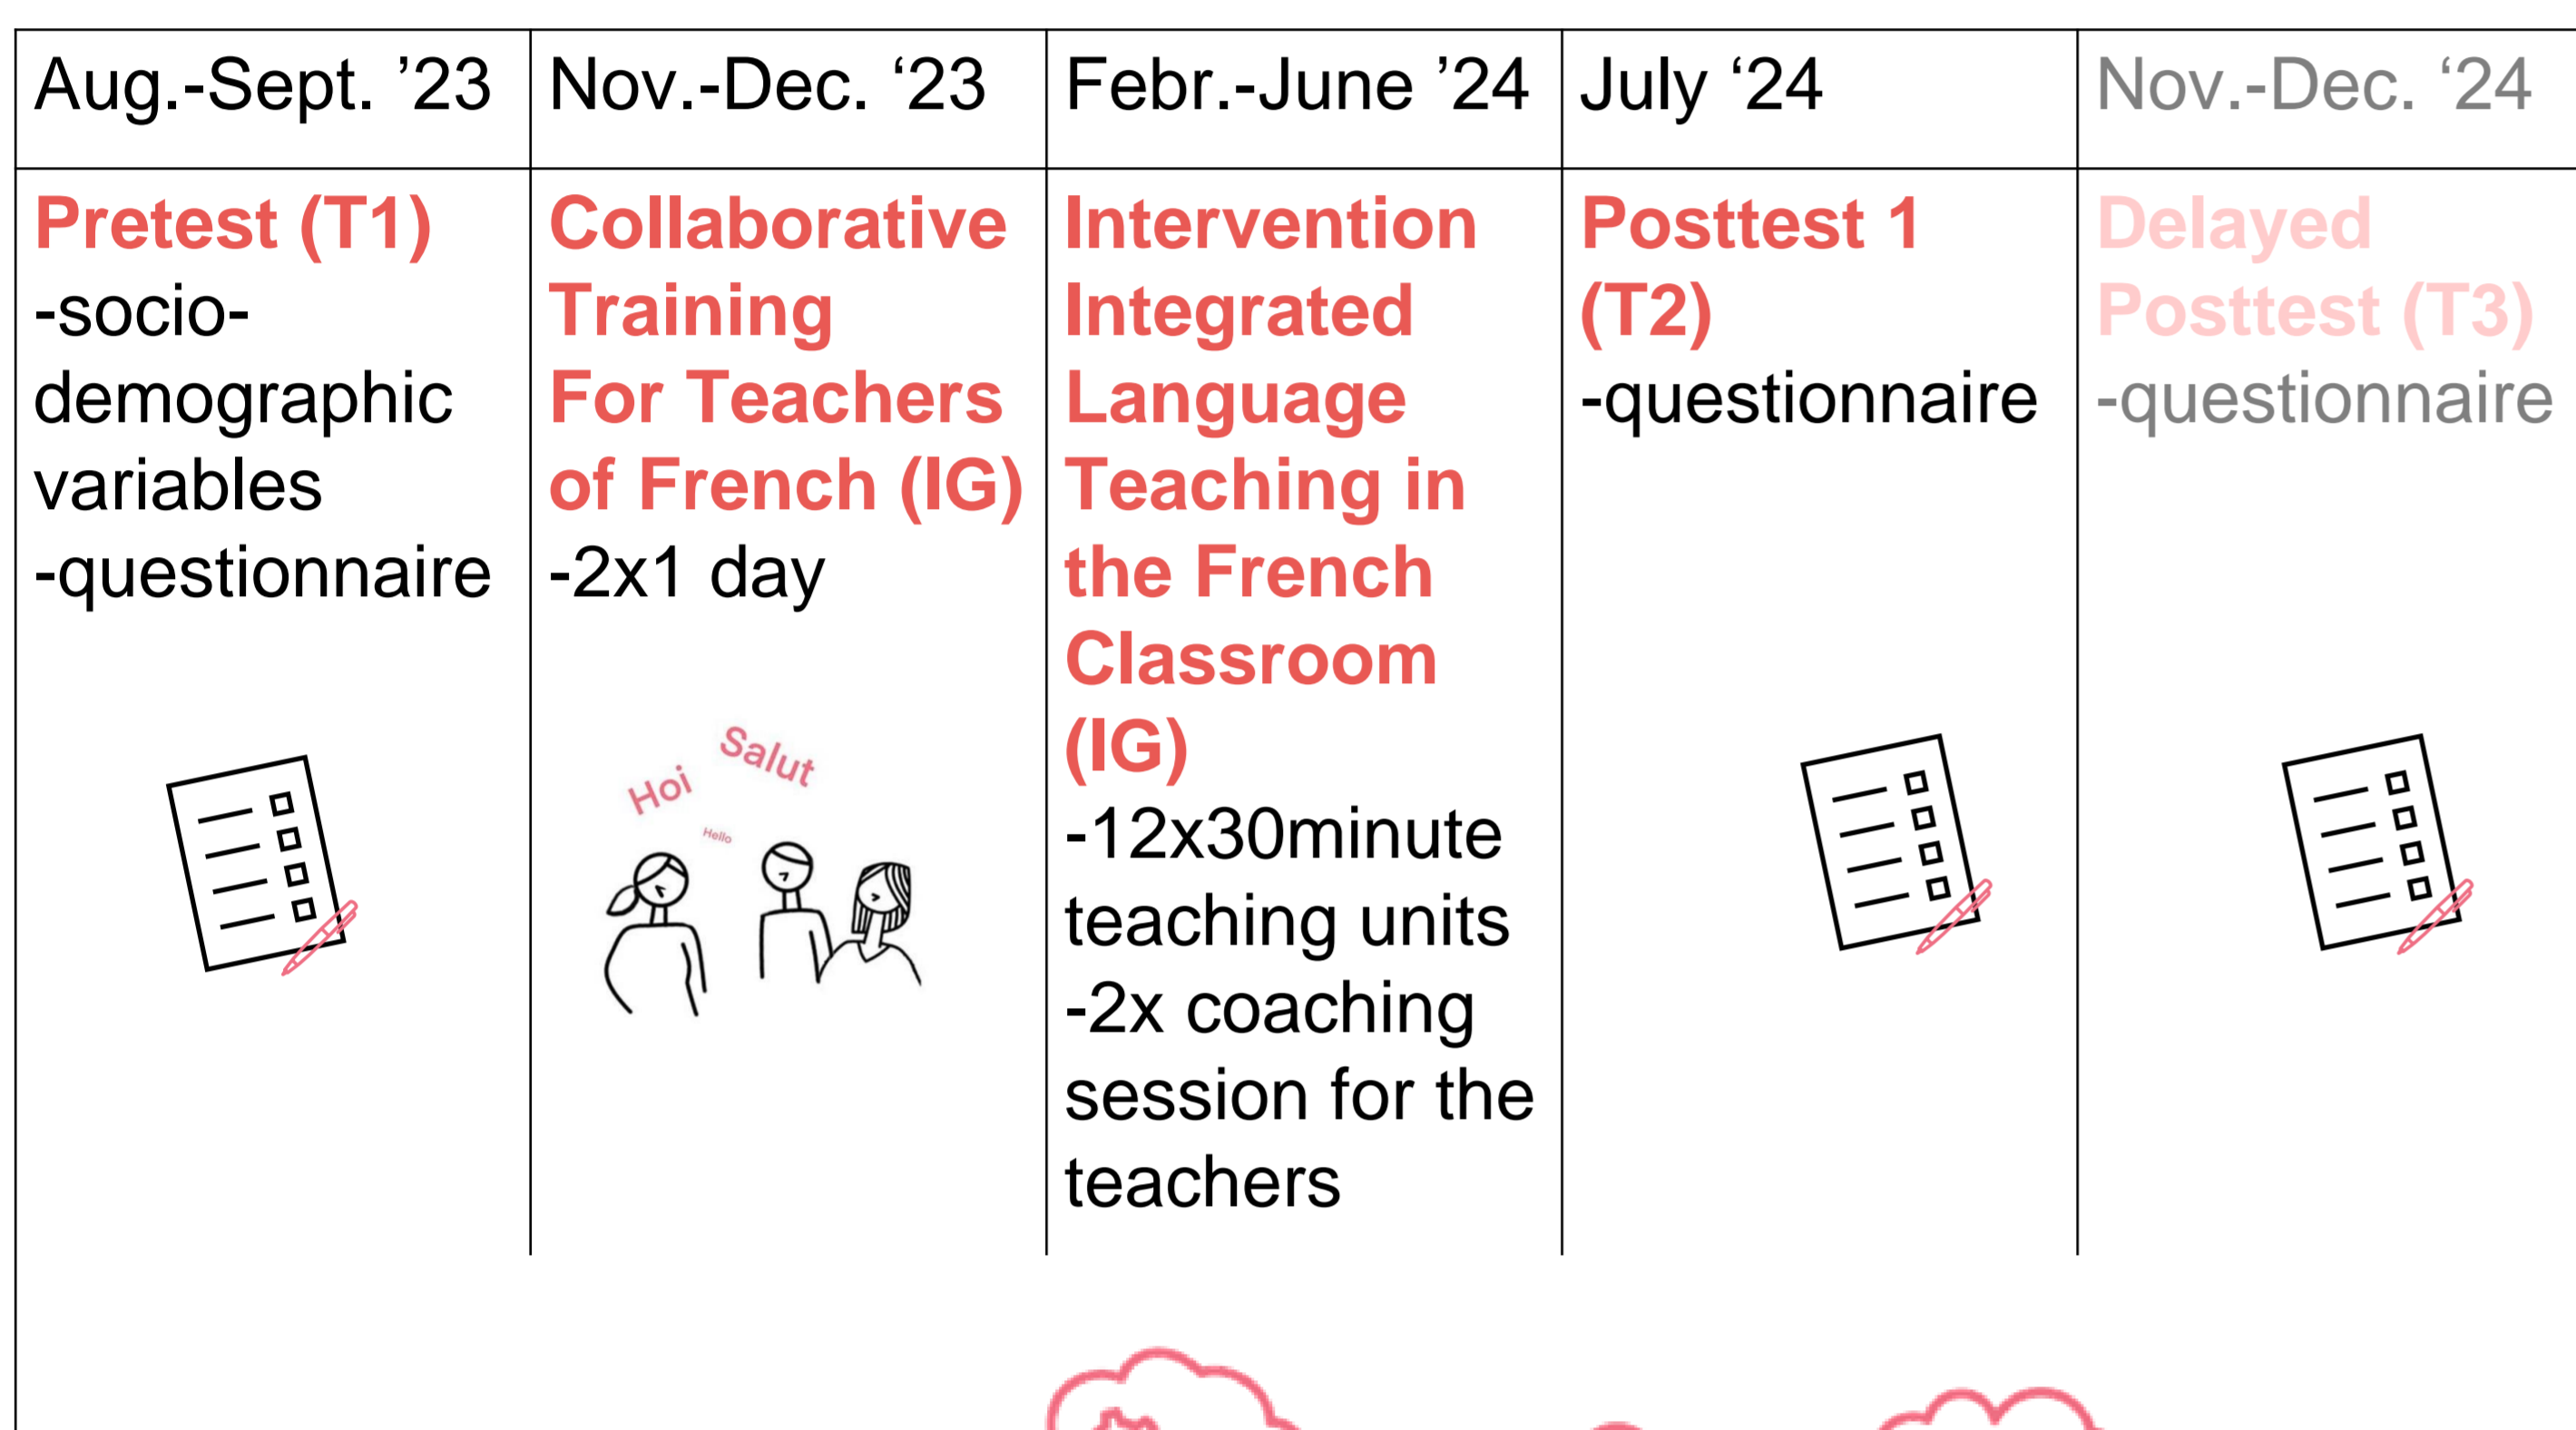 Aug.-Sept. ’23
Nov.-Dec. ‘23
Febr.-June ’24
July ‘24
Nov.-Dec. ‘24
Pretest (T1)
-socio-
demographic
variables
-questionnaire
Collaborative
Training
For Teachers
of French (IG)
-2x1 day
Hoi
Salut
Hello
Intervention
Integrated
Language
Teaching in
the French
Classroom
(IG)
-12x30minute
teaching units
-2x coaching
session for the
teachers
Posttest 1
(T2)
-questionnaire
Delayed
Posttest (T3)
-questionnaire